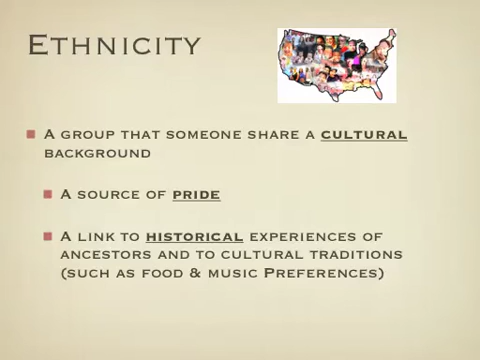 Ethnicity
A group that someone share a cultural
background
A source of pride
A link to historical experiences of
ancestors and to cultural traditions
(such as food & music Preferences)